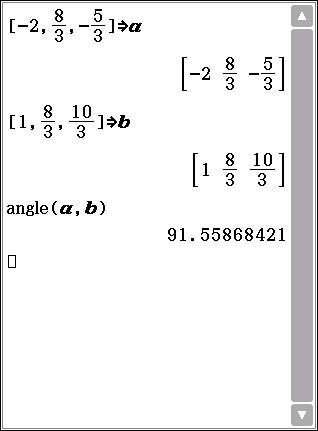 [-2, 8/3, -5/3]⇒a
[-2 8/3 -5/3]
[1, 8/3, 10/3]⇒b
[1 8/3 10/3]
angle(a,b)
91.55868421